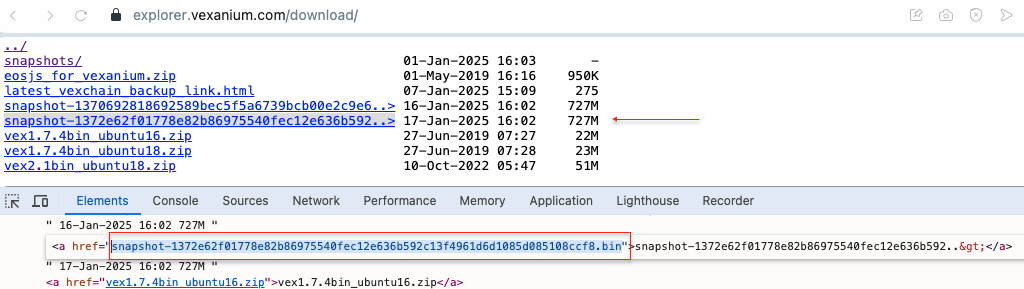 explorer.vexanium.com/download/
../
snapshots/ 01-Jan-2025 16:03 -
eosjs_for_vexanium.zip 01-May-2019 16:16 950K
latest_vexchain_backup_link.html 07-Jan-2025 15:09 275
snapshot-1370692818692589bec5f5a6739bcb00e2c9e6..> 16-Jan-2025 16:02 727M
snapshot-1372e62f01778e82b86975540fec12e636b592..> 17-Jan-2025 16:02 727M
vex1.7.4bin_ubuntu16.zip 27-Jun-2019 07:27 22M
vex1.7.4bin_ubuntu18.zip 27-Jun-2019 07:28 23M
vex2.1bin_ubuntu18.zip 10-Oct-2022 05:47 51M
Elements Console Sources Network Performance Memory Application Lighthouse Recorder
" 16-Jan-2025 16:02 727M "
<a href="snapshot-1372e62f01778e82b86975540fec12e636b592c13f4961d6d1085d085108ccf8.bin">snapshot-1372e62f01778e82b86975540fec12e636b592..&gt;</a>
" 17-Jan-2025 16:02 727M "
<a href="vex1.7.4bin_ubuntu16.zip">vex1.7.4bin_ubuntu16.zip</a>